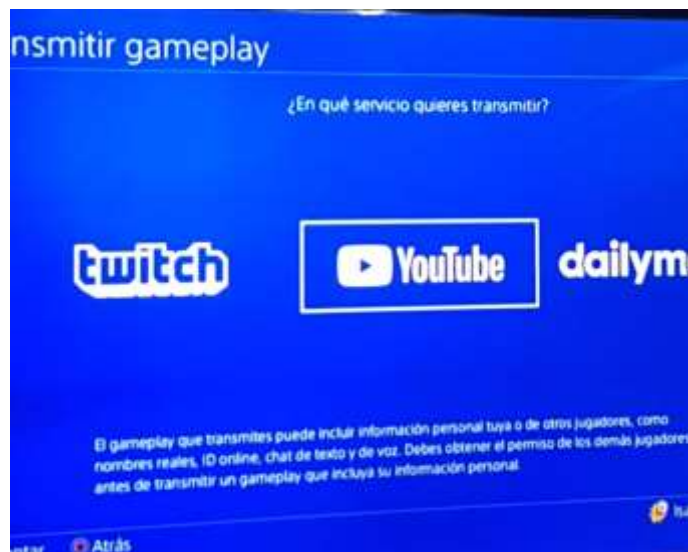 nsmitir gameplay
¿En qué servicio quieres transmitir?
twitch
YouTube
dailym
El gameplay que transmites puede incluir información personal tuya o de otros jugadores, como
nombres reales, ID online, chat de texto y de voz. Debes obtener el permiso de los demás jugadores
antes de transmitir un gameplay que incluya su información personal.
Atrás